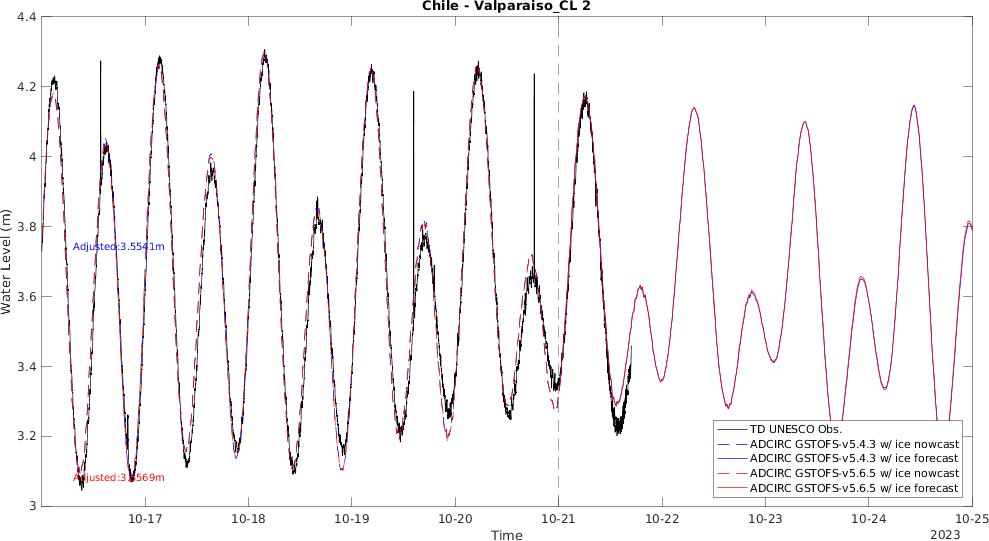 Chile - Valparaiso_CL 2
4.4
4.2
4
3.8
3.6
3.4
3.2
3
Water Level (m)
Adjusted:3.5541m
Adjusted:3.5569m
TD UNESCO Obs.
ADCIRC GSTOFS-v5.4.3 w/ ice nowcast
ADCIRC GSTOFS-v5.4.3 w/ ice forecast
ADCIRC GSTOFS-v5.6.5 w/ ice nowcast
ADCIRC GSTOFS-v5.6.5 w/ ice forecast
10-17 10-18 10-19 10-20 10-21 10-22 10-23 10-24 10-25
Time
2023